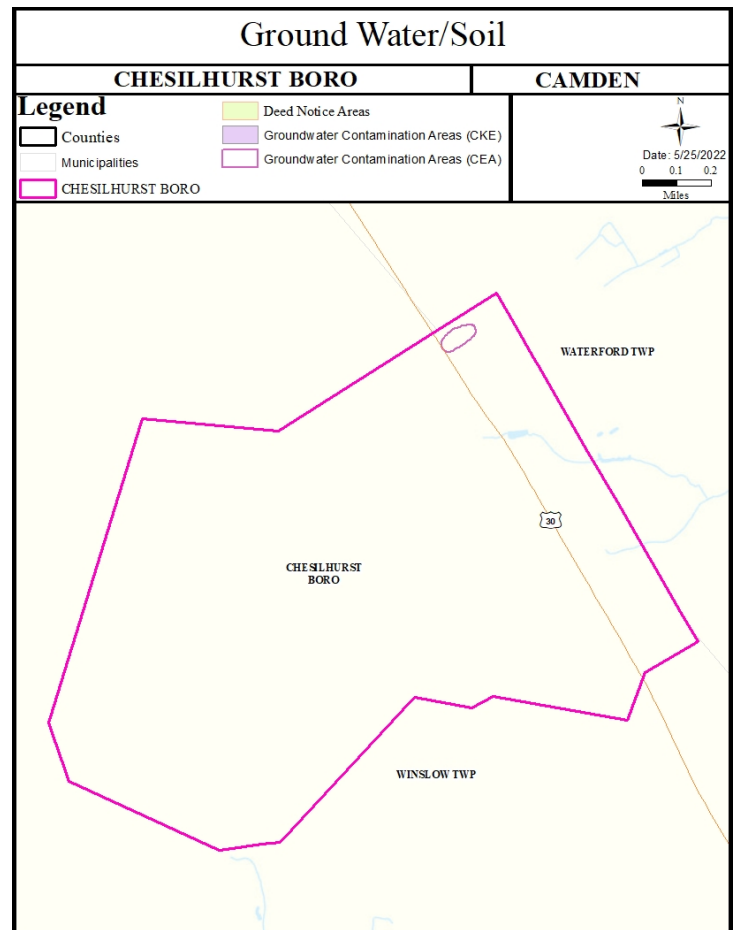 Ground Water/Soil
CHESILHURST BORO
CAMDEN
Legend
Counties
Municipalities
CHESILHURST BORO
Deed Notice Areas
Groundwater Contamination Areas (CKE)
Groundwater Contamination Areas (CEA)
N
Date: 5/25/2022
0 0.1 0.2
Miles
WATERFORD TWP
30
CHESILHURST
BORO
WINSLOW TWP